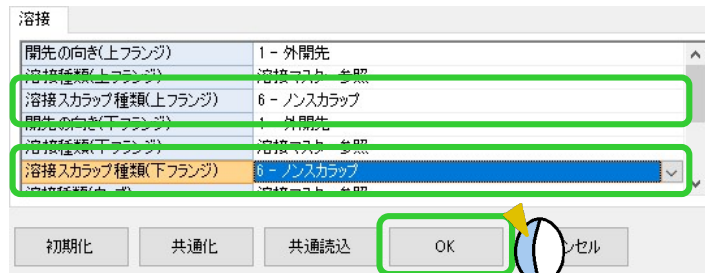 溶接
開先の向き(上フランジ) 1 - 外開先
溶接種類(上フランジ) 溶接マスター参照
溶接スカラップ種類(上フランジ) 6 - ノンスカラップ
開先の向き(下フランジ) 1 - 外開先
溶接種類(下フランジ) 溶接マスター参照
溶接スカラップ種類(下フランジ) 6 - ノンスカラップ
初期化 共通化 共通読込 OK ンセル